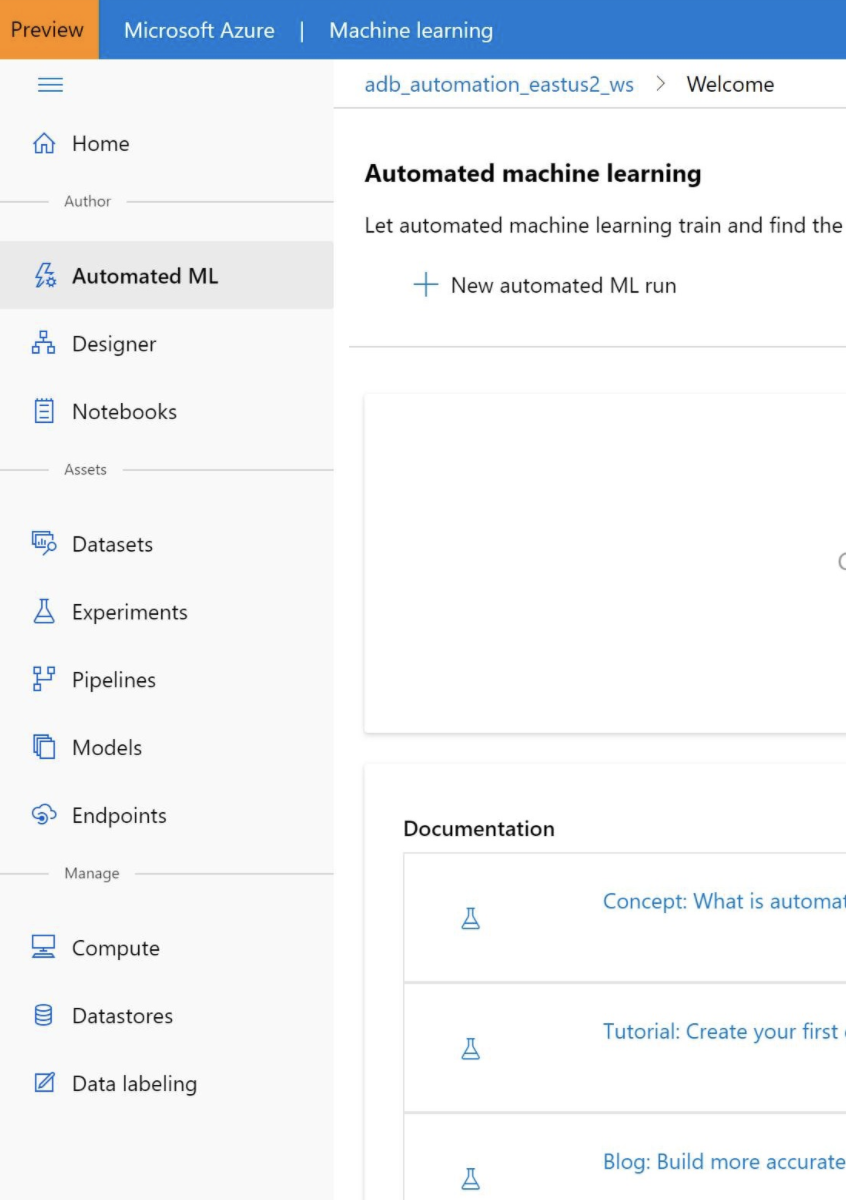 Preview Microsoft Azure | Machine learning
adb_automation_eastus2_ws > Welcome
Home
Author
Automated ML
Designer
Notebooks
Assets
Datasets
Experiments
Pipelines
Models
Endpoints
Manage
Compute
Datastores
Data labeling
Automated machine learning
Let automated machine learning train and find the
+ New automated ML run
Documentation
Concept: What is
Tutorial: Create your first
Blog: Build more accurate